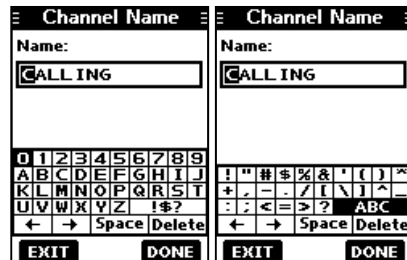 Channel Name
Name:
CALLING
0 1 2 3 4 5 6 7 8 9
A B C D E F G H I J
K L M N O P Q R S T
U V W X Y Z !$?
← → Space Delete
EXIT DONE
Channel Name
Name:
CALLING
! " # $ % & ' ( ) *
+ , - . / [ \ ] ^ _
: ; < = > ? ABC
← → Space Delete
EXIT DONE